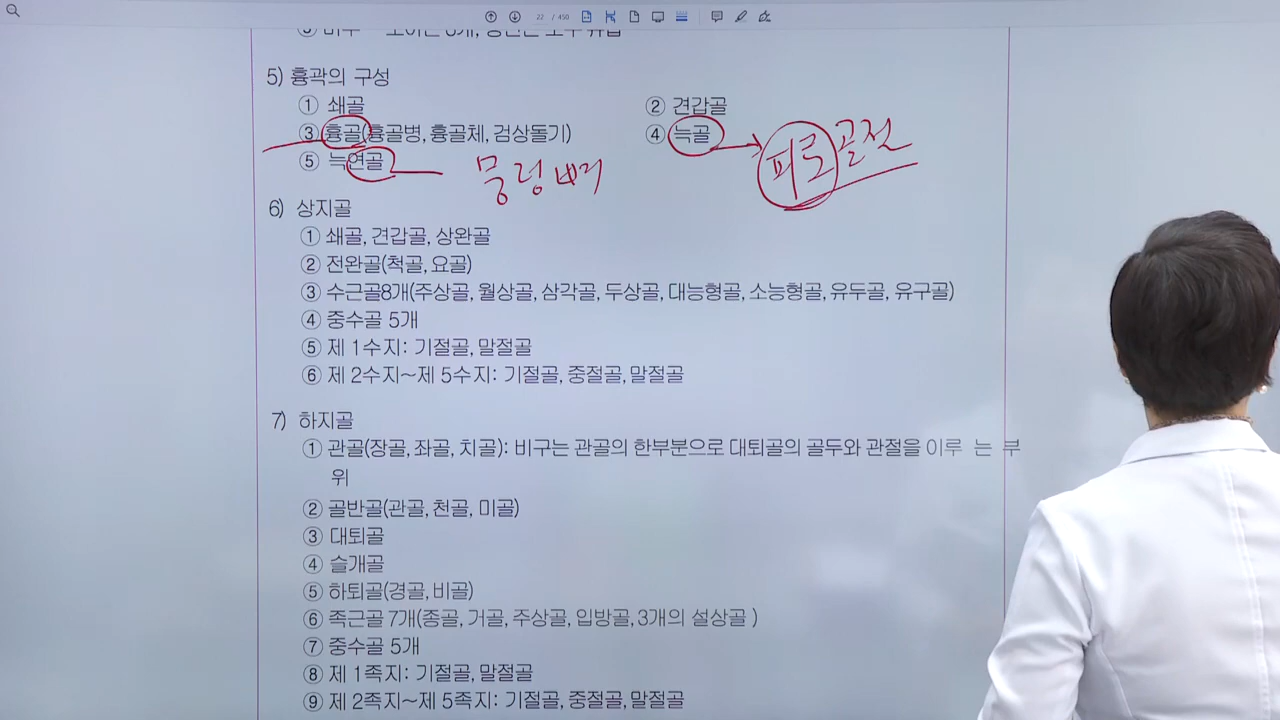 22 / 450
5) 흉곽의 구성
① 쇄골 ② 견갑골
③ 흉골(흉골병, 흉골체, 검상돌기) ④ 늑골 피로골절
⑤ 늑연골 물렁뼈
6) 상지골
① 쇄골, 견갑골, 상완골
② 전완골(척골, 요골)
③ 수근골8개(주상골, 월상골, 삼각골, 두상골, 대능형골, 소능형골, 유두골, 유구골)
④ 중수골 5개
⑤ 제 1수지: 기절골, 말절골
⑥ 제 2수지~제 5수지: 기절골, 중절골, 말절골
7) 하지골
① 관골(장골, 좌골, 치골): 비구는 관골의 한부분으로 대퇴골의 골두와 관절을 이루 는 부
위
② 골반골(관골, 천골, 미골)
③ 대퇴골
④ 슬개골
⑤ 하퇴골(경골, 비골)
⑥ 족근골 7개(종골, 거골, 주상골, 입방골, 3개의 설상골 )
⑦ 중수골 5개
⑧ 제 1족지: 기절골, 말절골
⑨ 제 2족지~제 5족지: 기절골, 중절골, 말절골